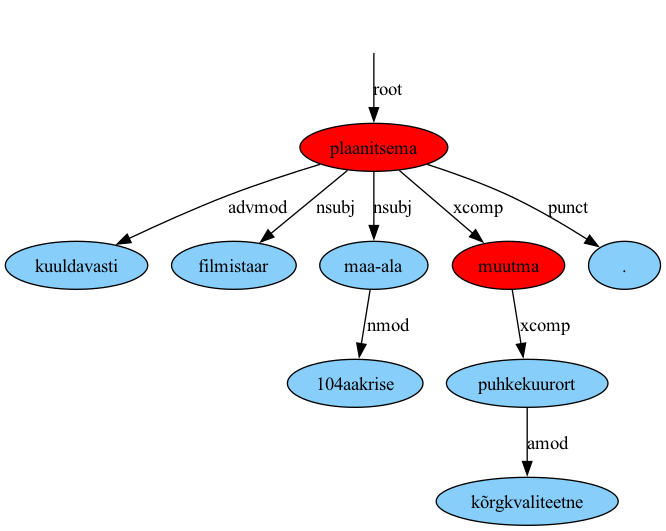 root
plaanitsema
advmod nsubj nsubj xcomp punct
kuuldavasti filmistaar maa-ala muutma .
nmod xcomp
104aakrise puhkekuurort
amod
kõrgkvaliteetne